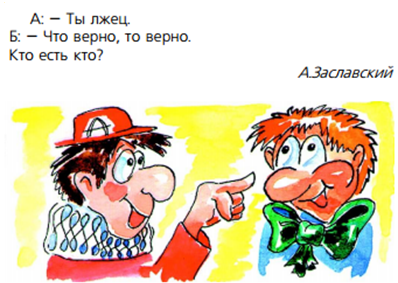 А: — Ты лжец.
Б: — Что верно, то верно.
Кто есть кто?
А.Заславский
А